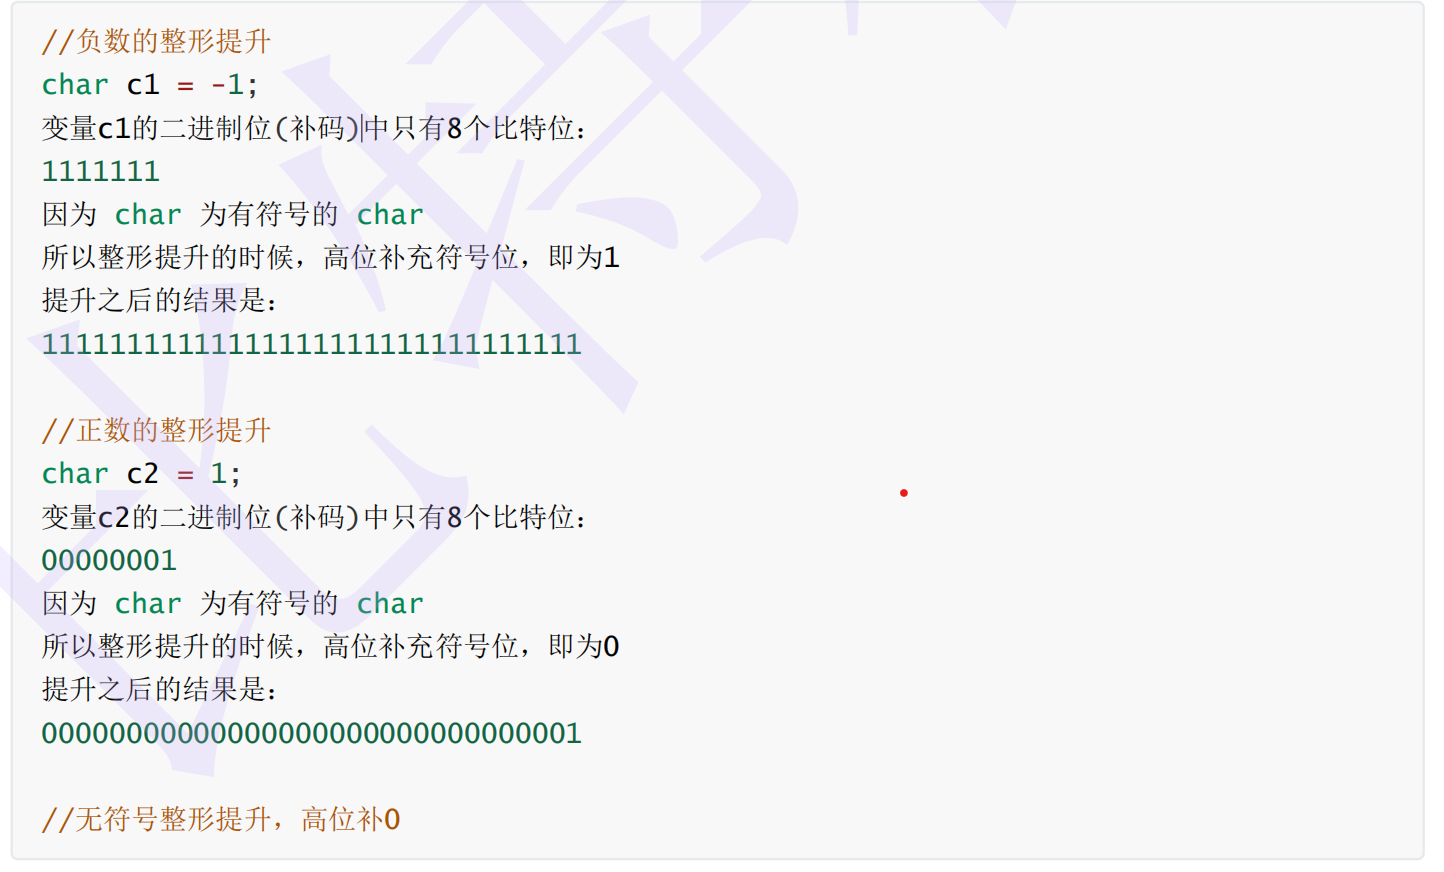 //负数的整形提升
char c1 = -1;
变量c1的二进制位(补码)中只有8个比特位：
1111111
因为 char 为有符号的 char
所以整形提升的时候，高位补充符号位，即为1
提升之后的结果是：
11111111111111111111111111111111
//正数的整形提升
char c2 = 1;
变量c2的二进制位(补码)中只有8个比特位：
00000001
因为 char 为有符号的 char
所以整形提升的时候，高位补充符号位，即为0
提升之后的结果是：
00000000000000000000000000000001
//无符号整形提升，高位补0